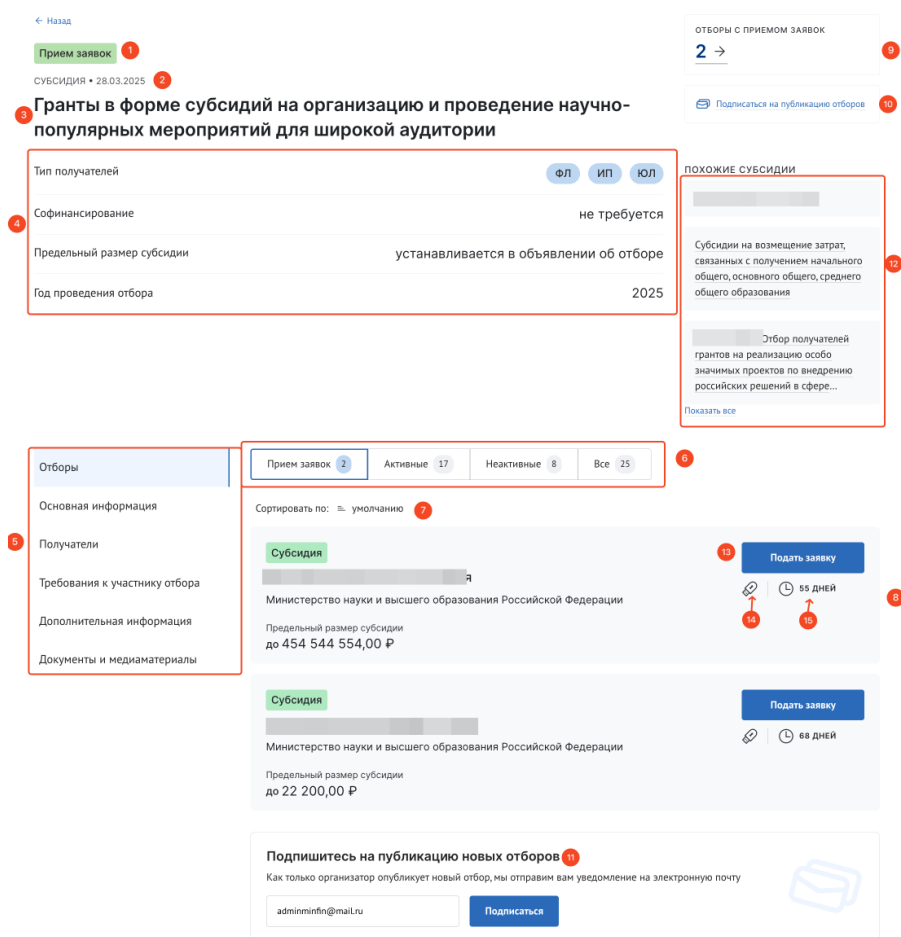 ← Назад
Прием заявок 1
СУБСИДИЯ • 28.03.2025 2
3 Гранты в форме субсидий на организацию и проведение научно-
популярных мероприятий для широкой аудитории
ОТБОРЫ С ПРИЕМОМ ЗАЯВОК
2 → 9
Подписаться на публикацию отборов 10
4
Тип получателей ФЛ ИП ЮЛ
Софинансирование не требуется
Предельный размер субсидии устанавливается в объявлении об отборе
Год проведения отбора 2025
ПОХОЖИЕ СУБСИДИИ
12
Субсидии на возмещение затрат,
связанных с получением начального
общего, основного общего, среднего
общего образования
Отбор получателей
грантов на реализацию особо
значимых проектов по внедрению
российских решений в сфере...
Показать все
5
Отборы
Основная информация
Получатели
Требования к участнику отбора
Дополнительная информация
Документы и медиаматериалы
Прием заявок 2 Активные 17 Неактивные 8 Все 25 6
Сортировать по: умолчанию 7
8
Субсидия 13 Подать заявку
я
Министерство науки и высшего образования Российской Федерации
55 ДНЕЙ
14 15
Предельный размер субсидии
до 454 544 554,00 ₽
Субсидия Подать заявку
68 ДНЕЙ
Министерство науки и высшего образования Российской Федерации
Предельный размер субсидии
до 22 200,00 ₽
Подпишитесь на публикацию новых отборов 11
Как только организатор опубликует новый отбор, мы отправим вам уведомление на электронную почту
adminminfin@mail.ru Подписаться